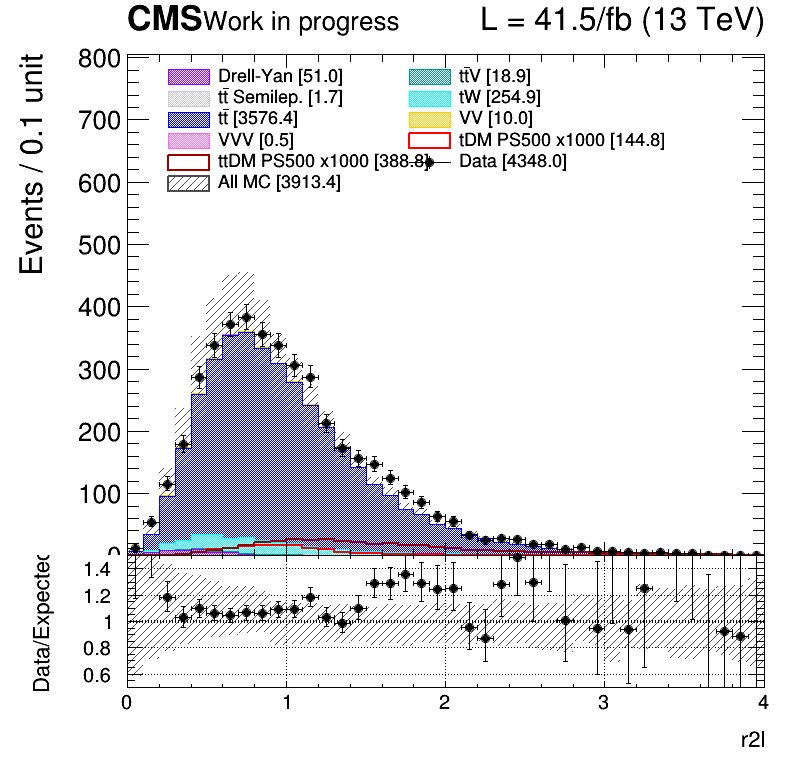 CMS Work in progress L = 41.5/fb (13 TeV)
Events / 0.1 unit
800
700
600
500
400
300
200
100
0
Drell-Yan [51.0] tt̄V [18.9]
tt̄ Semilep. [1.7] tW [254.9]
tt̄ [3576.4] VV [10.0]
VVV [0.5] tDM PS500 x1000 [144.8]
ttDM PS500 x1000 [388.8] Data [4348.0]
All MC [3913.4]
Data/Expected
1.4
1.2
1
0.8
0.6
0 1 2 3 4
r2l